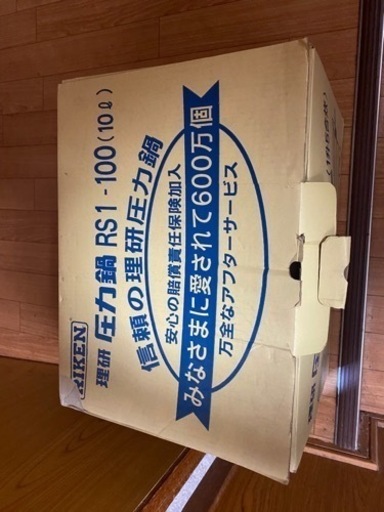 RIKEN
理研 圧力鍋 RS1-100(10ℓ)
信頼の理研圧力鍋
安心の賠償責任保険加入
みなさまに愛されて600万個
万全なアフターサービス